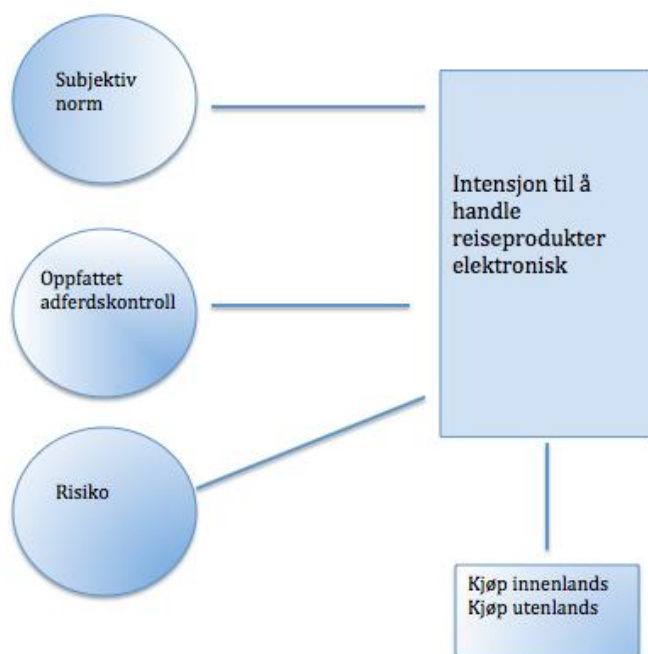 Subjektiv
norm
Intensjon til å
handle
reiseprodukter
elektronisk
Oppfattet
adferdskontroll
Risiko
Kjøp innenlands
Kjøp utenlands